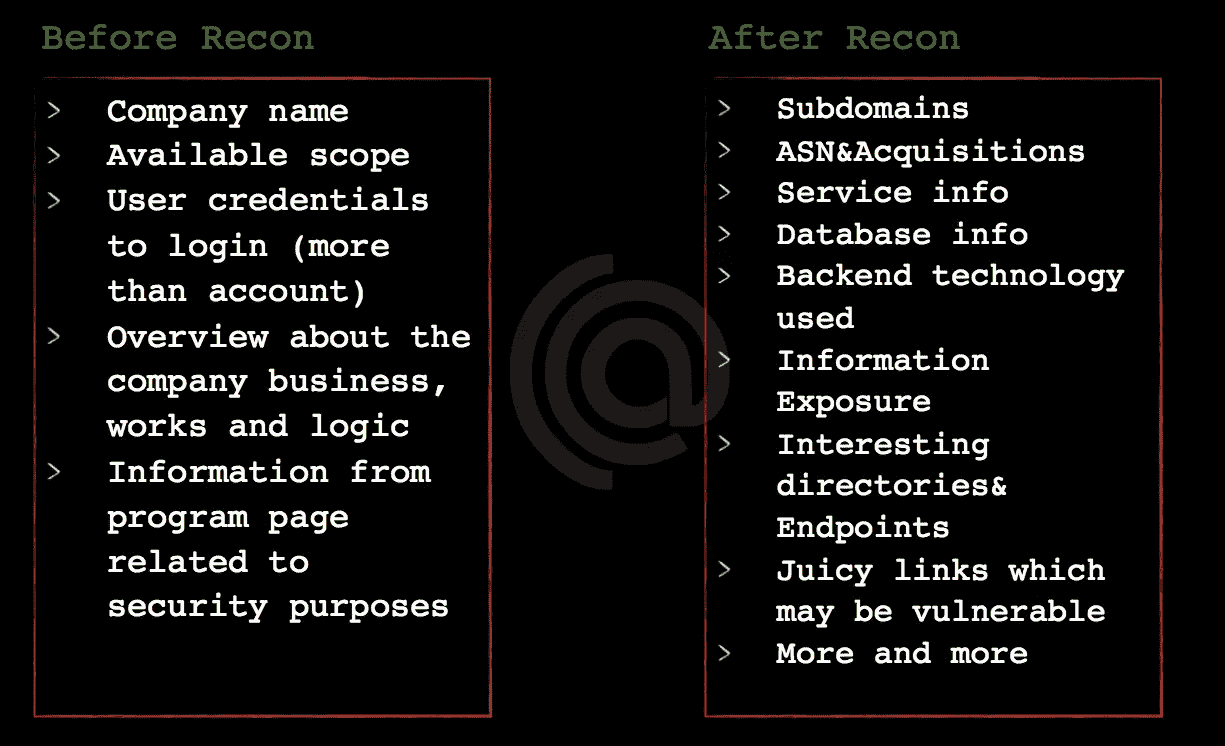 Before Recon
> Company name
> Available scope
> User credentials
to login (more
than account)
> Overview about the
company business,
works and logic
> Information from
program page
related to
security purposes
After Recon
> Subdomains
> ASN&Acquisitions
> Service info
> Database info
> Backend technology
used
> Information
Exposure
> Interesting
directories&
Endpoints
> Juicy links which
may be vulnerable
> More and more